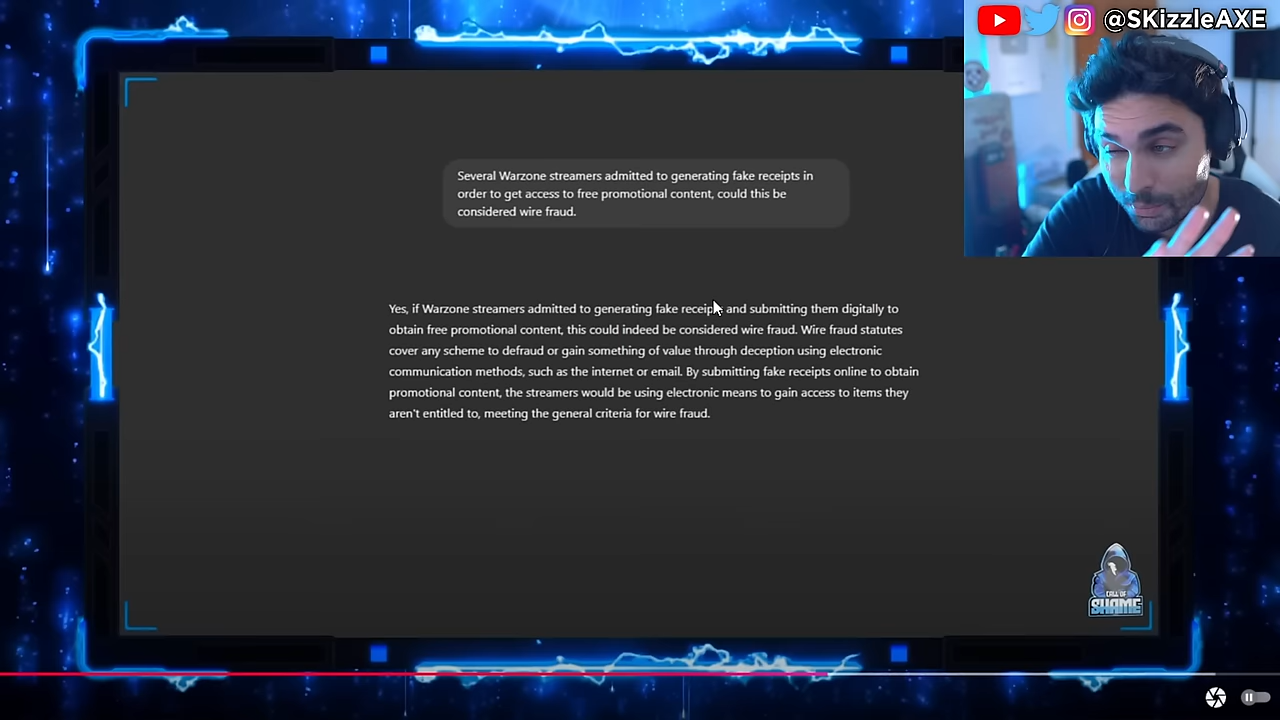 @SKizzleAXE
Several Warzone streamers admitted to generating fake receipts in
order to get access to free promotional content, could this be
considered wire fraud.
Yes, if Warzone streamers admitted to generating fake receipts and submitting them digitally to
obtain free promotional content, this could indeed be considered wire fraud. Wire fraud statutes
cover any scheme to defraud or gain something of value through deception using electronic
communication methods, such as the internet or email. By submitting fake receipts online to obtain
promotional content, the streamers would be using electronic means to gain access to items they
aren't entitled to, meeting the general criteria for wire fraud.
CALL OF
SHAME